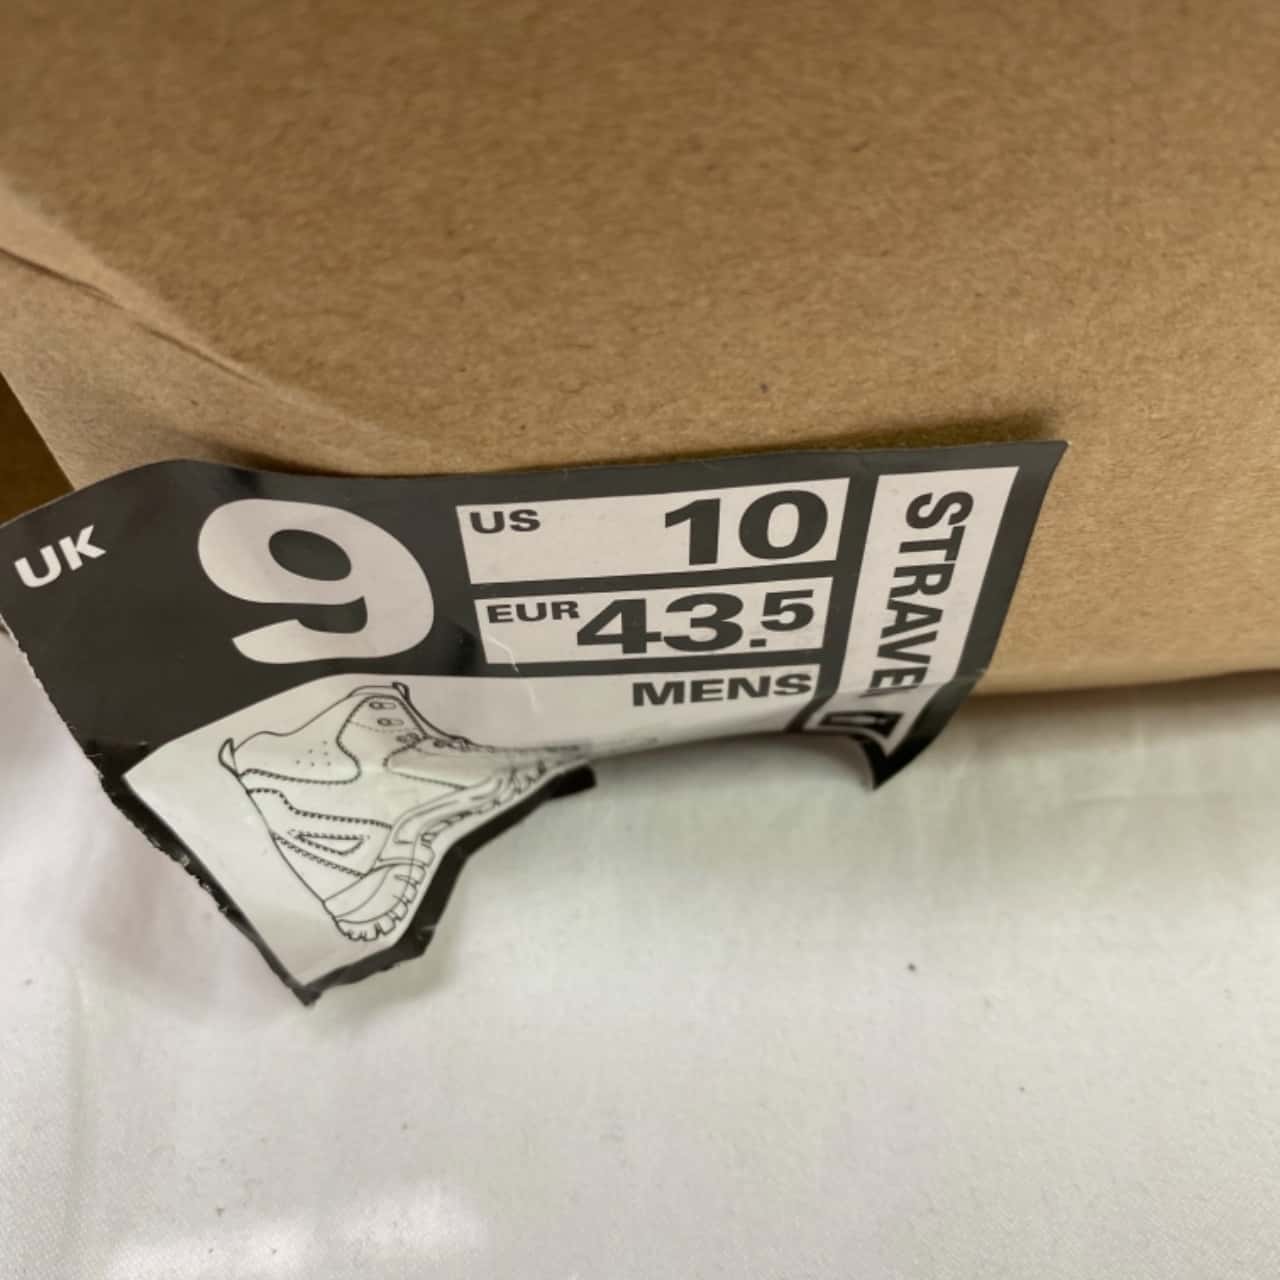 UK 9
US 10
EUR 43.5
MENS
STRAVE